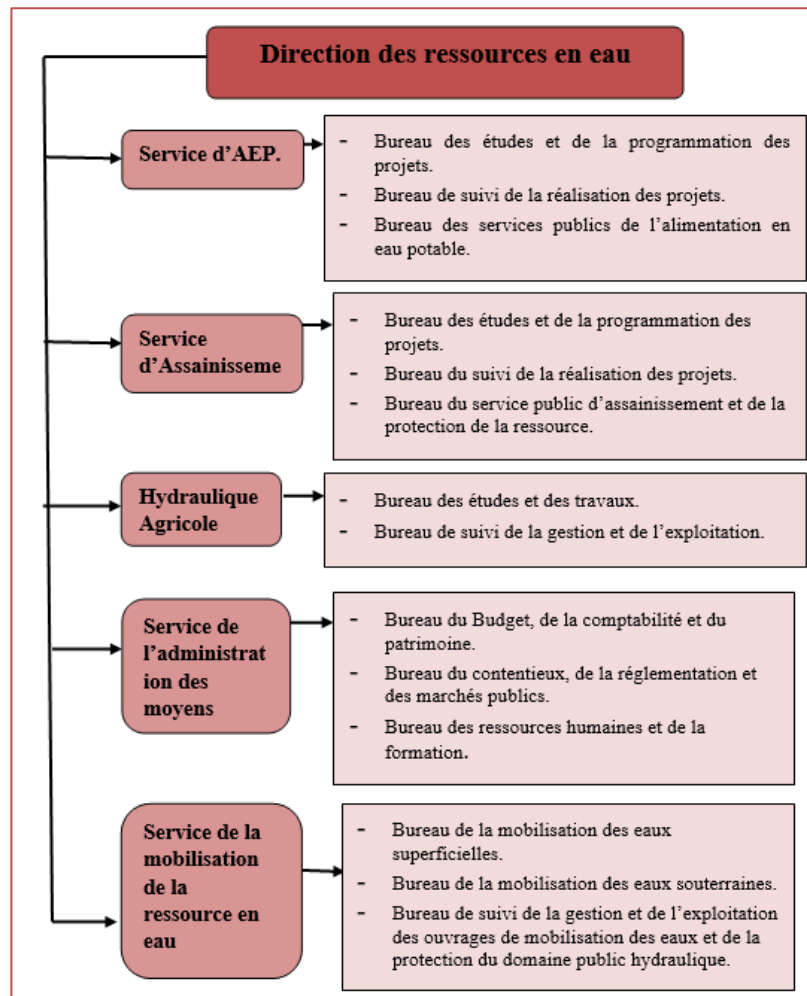 Direction des ressources en eau
Service d’AEP.
- Bureau des études et de la programmation des
projets.
- Bureau de suivi de la réalisation des projets.
- Bureau des services publics de l’alimentation en
eau potable.
Service
d’Assainisseme
- Bureau des études et de la programmation des
projets.
- Bureau du suivi de la réalisation des projets.
- Bureau du service public d’assainissement et de la
protection de la ressource.
Hydraulique
Agricole
- Bureau des études et des travaux.
- Bureau de suivi de la gestion et de l’exploitation.
Service de
l’administrat
ion des
moyens
- Bureau du Budget, de la comptabilité et du
patrimoine.
- Bureau du contentieux, de la réglementation et
des marchés publics.
- Bureau des ressources humaines et de la
formation.
Service de la
mobilisation
de la
ressource en
eau
- Bureau de la mobilisation des eaux
superficielles.
- Bureau de la mobilisation des eaux souterraines.
- Bureau de suivi de la gestion et de l’exploitation
des ouvrages de mobilisation des eaux et de la
protection du domaine public hydraulique.